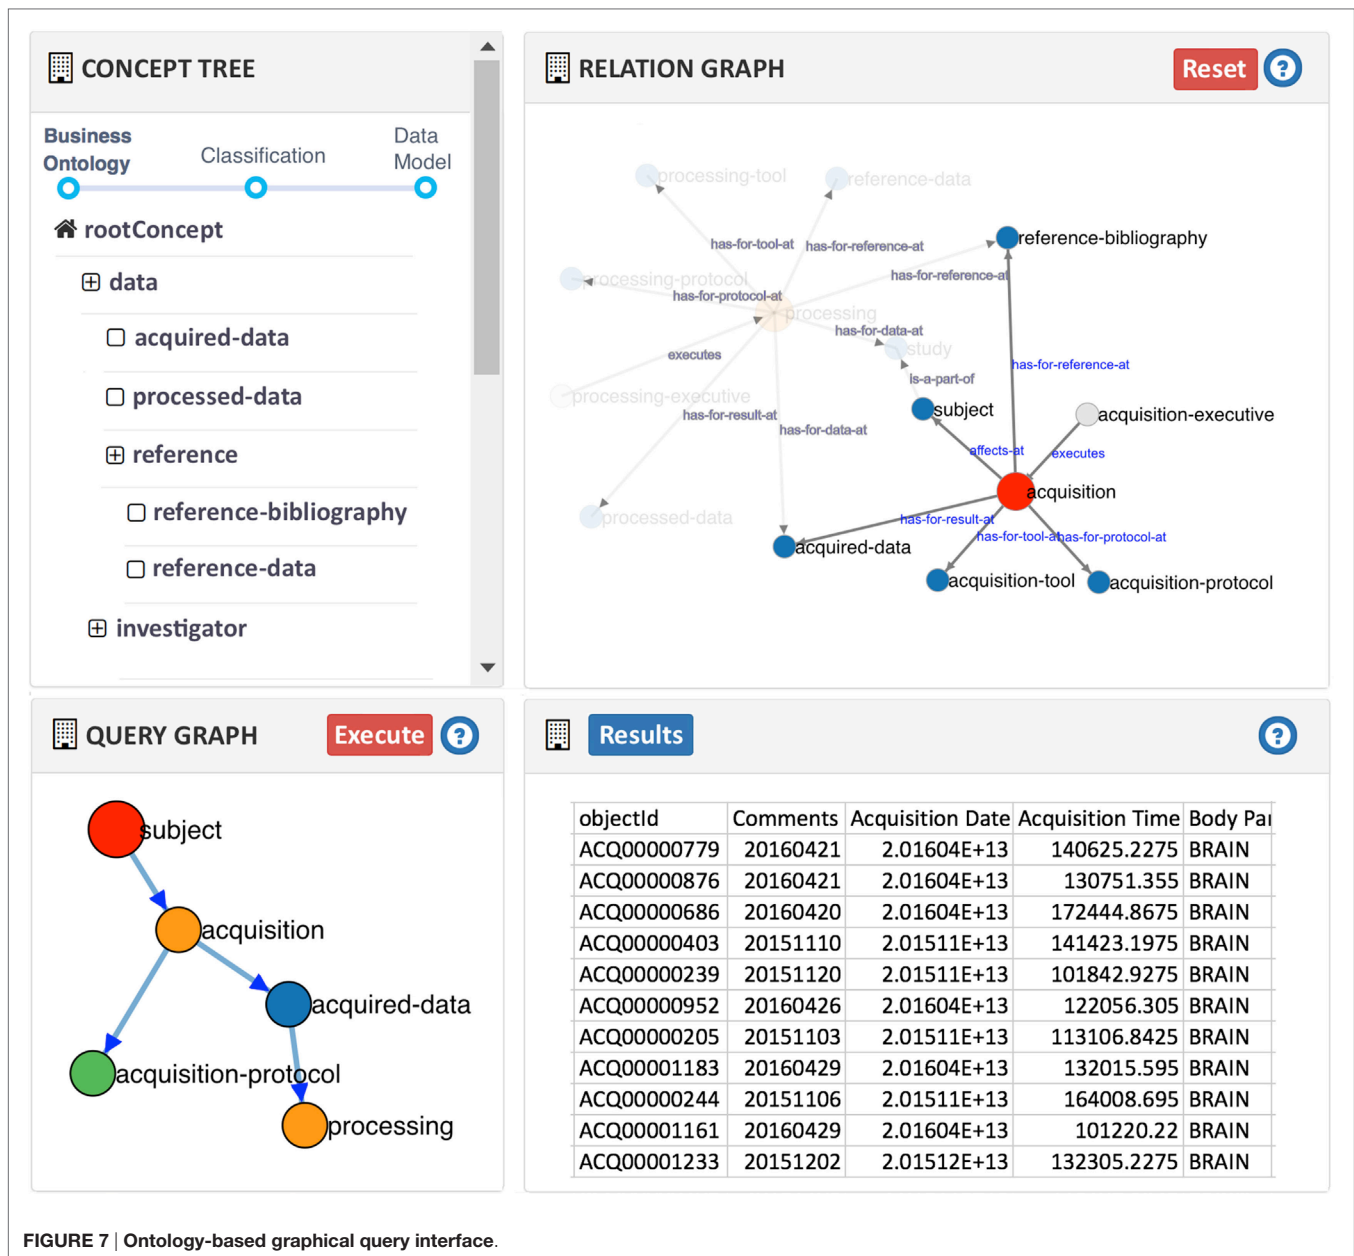 CONCEPT TREE
Business Ontology
Classification
Data Model
rootConcept
data
acquired-data
processed-data
reference
reference-bibliography
reference-data
investigator
RELATION GRAPH
Reset
?
processing-tool
reference-data
has-for-tool-at
has-for-reference-at
reference-bibliography
has-for-reference-at
processing-protocol
has-for-protocol-at
processing
has-for-data-at
study
executes
has-for-reference-at
is-a-part-of
processing-executive
subject
acquisition-executive
has-for-result-at
has-for-data-at
affects-at
executes
acquisition
processed-data
has-for-result-at
has-for-tool-at
has-for-protocol-at
acquired-data
acquisition-tool
acquisition-protocol
QUERY GRAPH
Execute
?
subject
acquisition
acquired-data
acquisition-protocol
processing
Results
?
objectId Comments Acquisition Date Acquisition Time Body Par
ACQ00000779 20160421 2.01604E+13 140625.2275 BRAIN
ACQ00000876 20160421 2.01604E+13 130751.355 BRAIN
ACQ00000686 20160420 2.01604E+13 172444.8675 BRAIN
ACQ00000403 20151110 2.01511E+13 141423.1975 BRAIN
ACQ00000239 20151120 2.01511E+13 101842.9275 BRAIN
ACQ00000952 20160426 2.01604E+13 122056.305 BRAIN
ACQ00000205 20151103 2.01511E+13 113106.8425 BRAIN
ACQ00001183 20160429 2.01604E+13 132015.595 BRAIN
ACQ00000244 20151106 2.01511E+13 164008.695 BRAIN
ACQ00001161 20160429 2.01604E+13 101220.22 BRAIN
ACQ00001233 20151202 2.01512E+13 132305.2275 BRAIN
FIGURE 7 | Ontology-based graphical query interface.